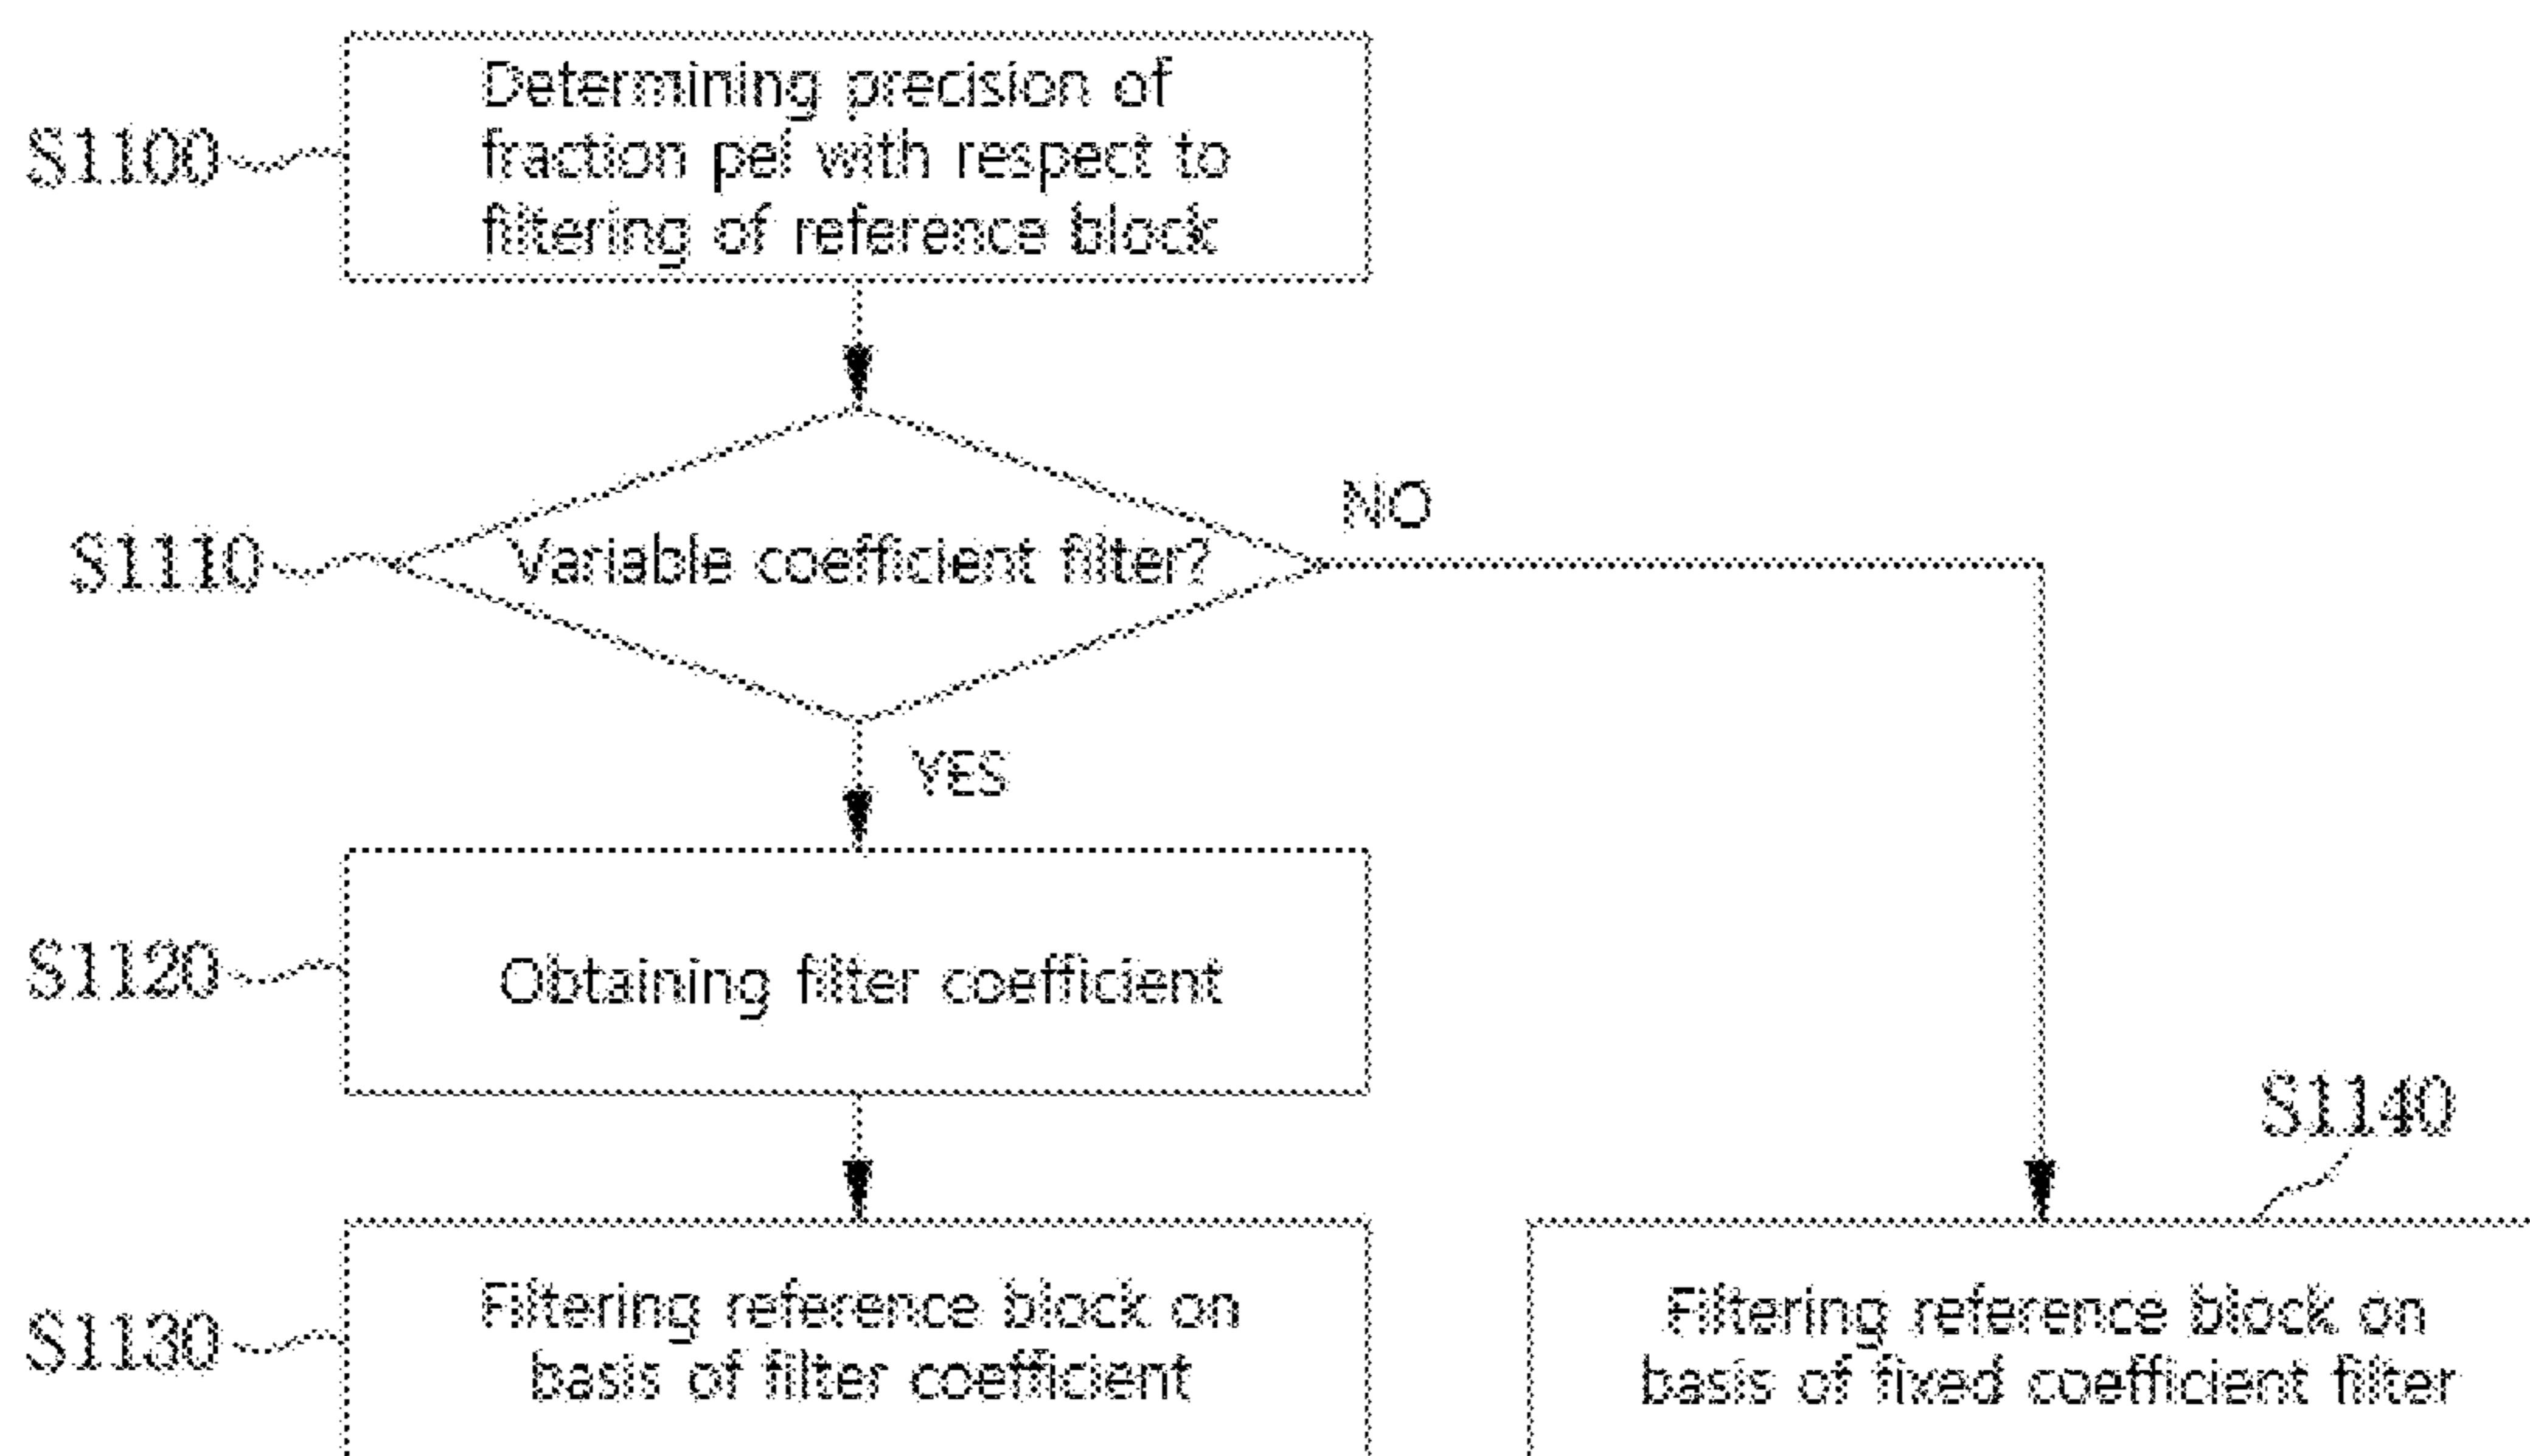 S1100
Determining precision of
fraction pel with respect to
filtering of reference block
S1110
Variable coefficient filter?
NO
YES
S1120
Obtaining filter coefficient
S1130
Filtering reference block on
basis of filter coefficient
S1140
Filtering reference block on
basis of fixed coefficient filter